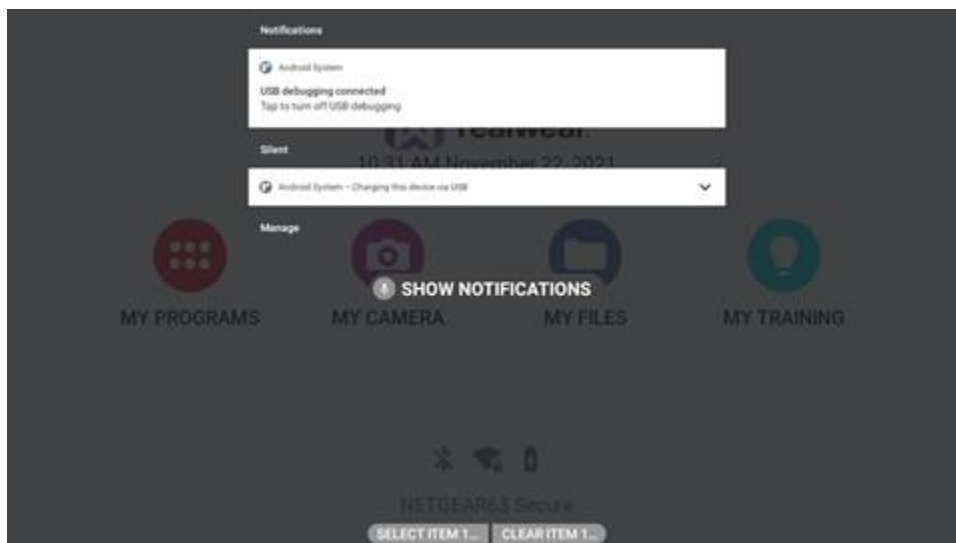 Notifications
Android System
USB debugging connected
Tap to turn off USB debugging
realwear
Silent
10:31 AM November 22, 2021
Android System • Charging this device via USB
Manage
SHOW NOTIFICATIONS
MY PROGRAMS
MY CAMERA
MY FILES
MY TRAINING
NETGEAR63 Secure
SELECT ITEM 1...
CLEAR ITEM 1...